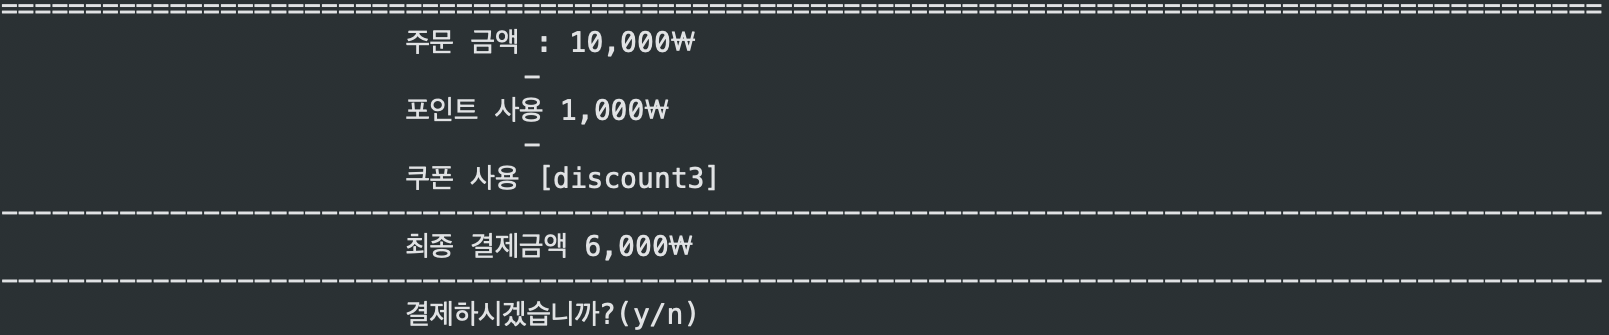 ===============================================================================================
주문 금액 : 10,000₩
-
포인트 사용 1,000₩
-
쿠폰 사용 [discount3]
-----------------------------------------------------------------------------------------------
최종 결제금액 6,000₩
-----------------------------------------------------------------------------------------------
결제하시겠습니까?(y/n)